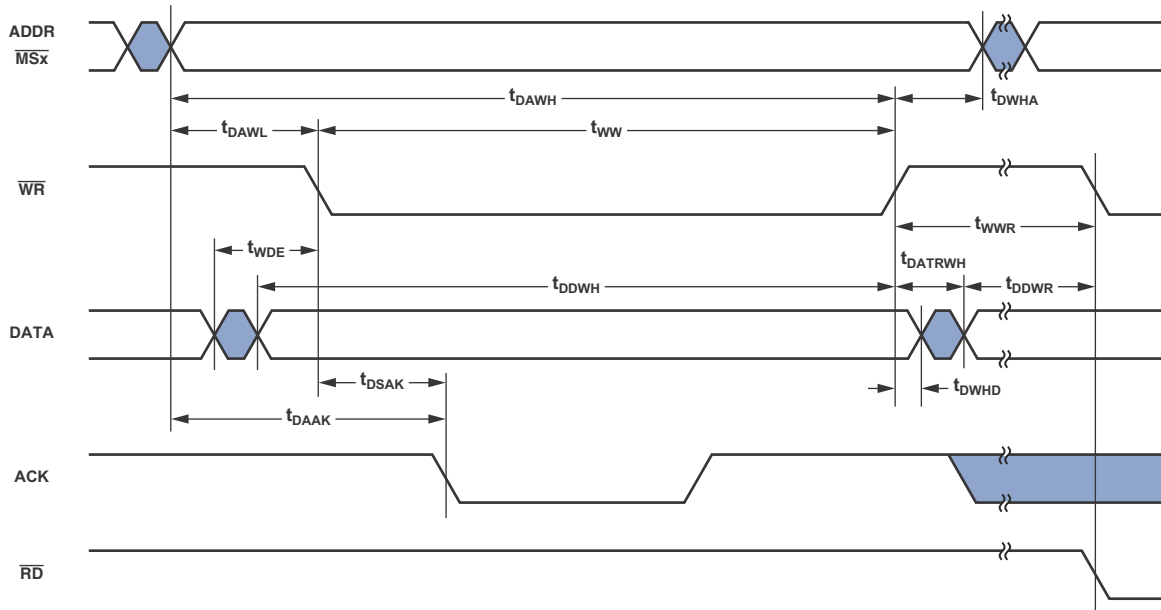 ADDR
MSx
tDAWH
tDWHA
tDAWL
tWW
WR
tWWR
tWDE
tDATRWH
tDDWH
tDDWR
DATA
tDSAK
tDWHD
tDAAK
ACK
RD